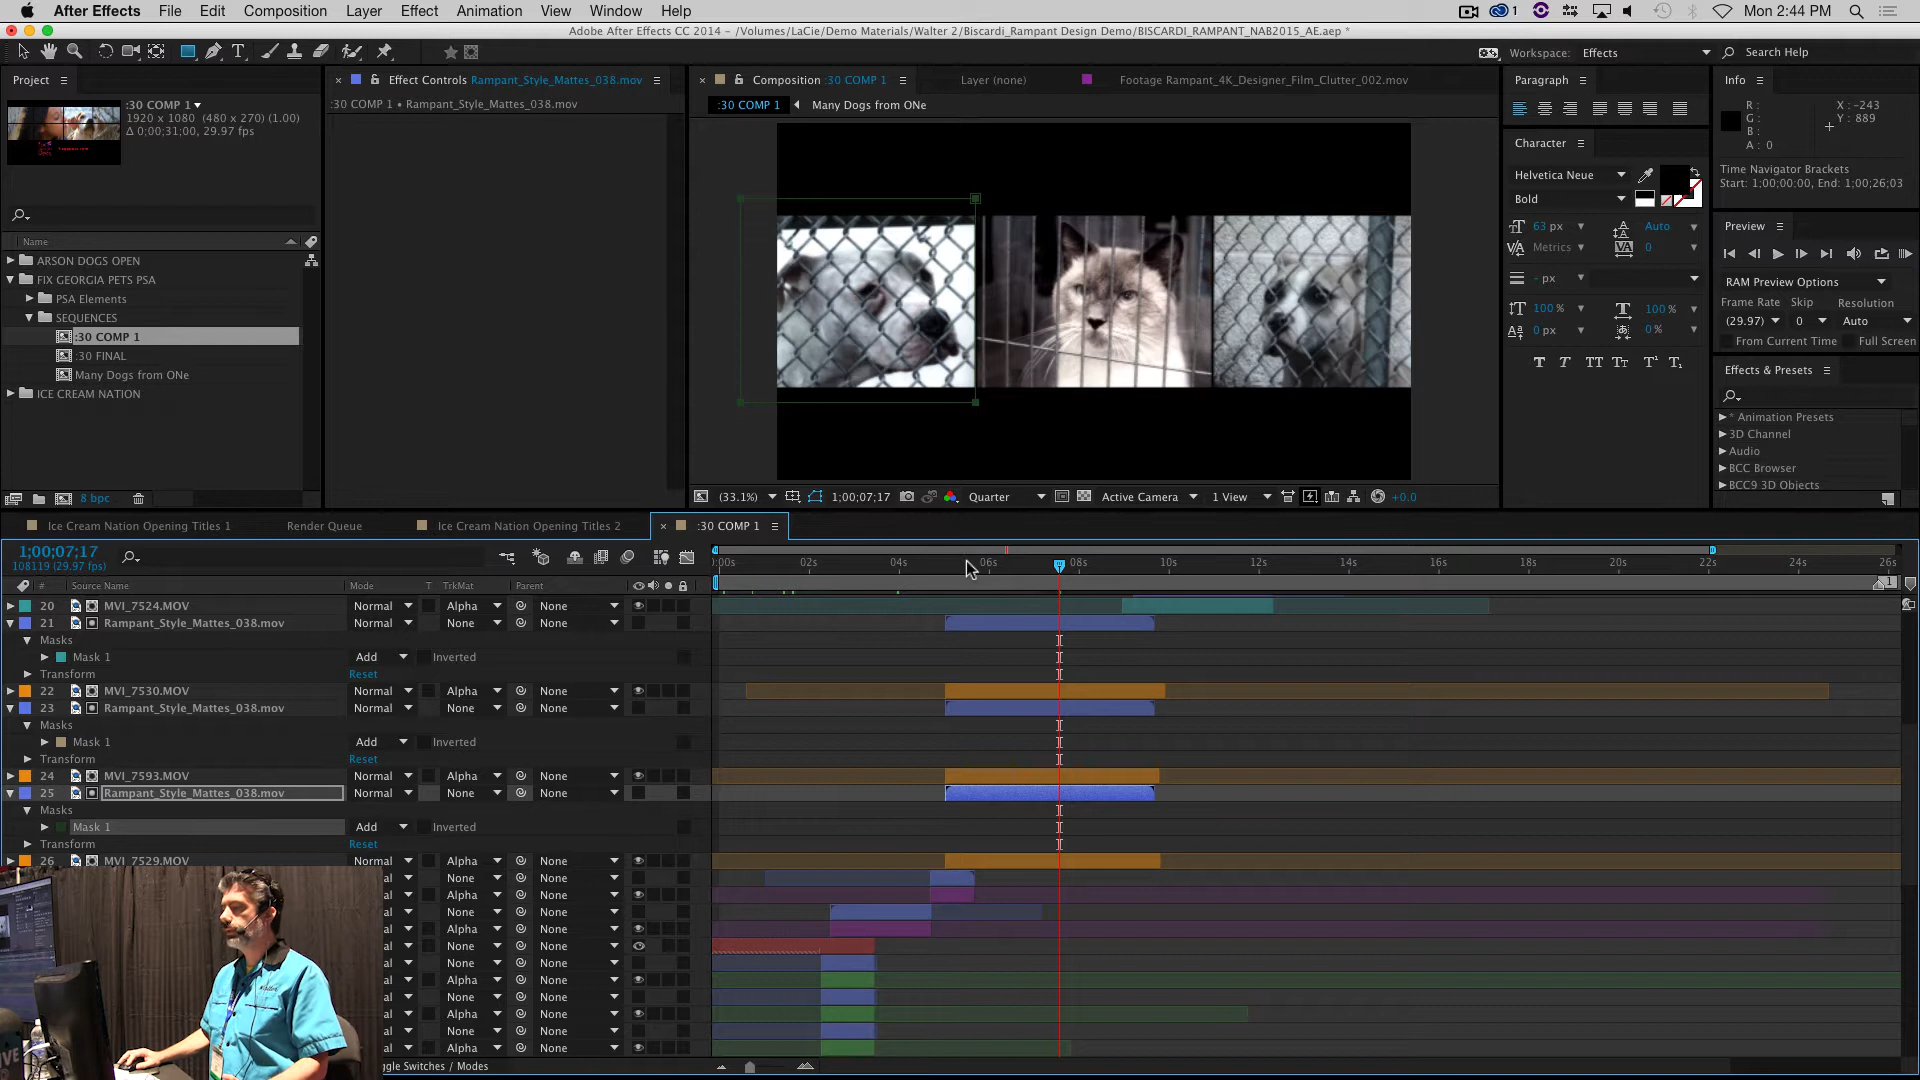 After Effects File Edit Composition Layer Effect Animation View Window Help 1 Mon 2:44 PM
Adobe After Effects CC 2014 - /Volumes/LaCie/Demo Materials/Walter 2/Biscardi_Rampant Design Demo/BISCARDI_RAMPANT_NAB2015_AE.aep *
Workspace: Effects Search Help
Project Effect Controls Rampant_Style_Mattes_038.mov Composition :30 COMP 1 Layer (none) Footage Rampant_4K_Designer_Film_Clutter_002.mov Paragraph Info
:30 COMP 1
1920 x 1080 (480 x 270) (1.00)
Δ 0;00;31;00, 29.97 fps
:30 COMP 1 • Rampant_Style_Mattes_038.mov
:30 COMP 1 Many Dogs from ONe
R : X : -243
G : Y : 889
B :
A : 0
Character
Time Navigator Brackets
Start: 1;00;00;00, End: 1;00;26;03
Helvetica Neue
Bold
63 px Auto
Metrics 0
- px
100 % 100 %
0 px 0 %
Preview
RAM Preview Options
Frame Rate Skip Resolution
(29.97) 0 Auto
From Current Time Full Screen
Effects & Presets
* Animation Presets
3D Channel
Audio
BCC Browser
BCC9 3D Objects
Name
ARSON DOGS OPEN
FIX GEORGIA PETS PSA
PSA Elements
SEQUENCES
:30 COMP 1
:30 FINAL
Many Dogs from ONe
ICE CREAM NATION
8 bpc
(33.1%) 1;00;07;17 Quarter Active Camera 1 View +0.0
Ice Cream Nation Opening Titles 1 Render Queue Ice Cream Nation Opening Titles 2 :30 COMP 1
1;00;07;17
108119 (29.97 fps)
0:00s 02s 04s 06s 08s 10s 12s 14s 16s 18s 20s 22s 24s 26s
# Source Name Mode T TrkMat Parent
1
20 MVI_7524.MOV Normal Alpha None
21 Rampant_Style_Mattes_038.mov Normal None None
Masks
Mask 1 Add Inverted
Transform Reset
22 MVI_7530.MOV Normal Alpha None
23 Rampant_Style_Mattes_038.mov Normal None None
Masks
Mask 1 Add Inverted
Transform Reset
24 MVI_7593.MOV Normal Alpha None
25 Rampant_Style_Mattes_038.mov Normal None None
Masks
Mask 1 Add Inverted
Transform Reset
26 MVI_7529.MOV Normal Alpha None
al None None
al Alpha None
al None None
al Alpha None
al None None
al None None
al Alpha None
al None None
al Alpha None
al None None
al Alpha None
ggle Switches / Modes